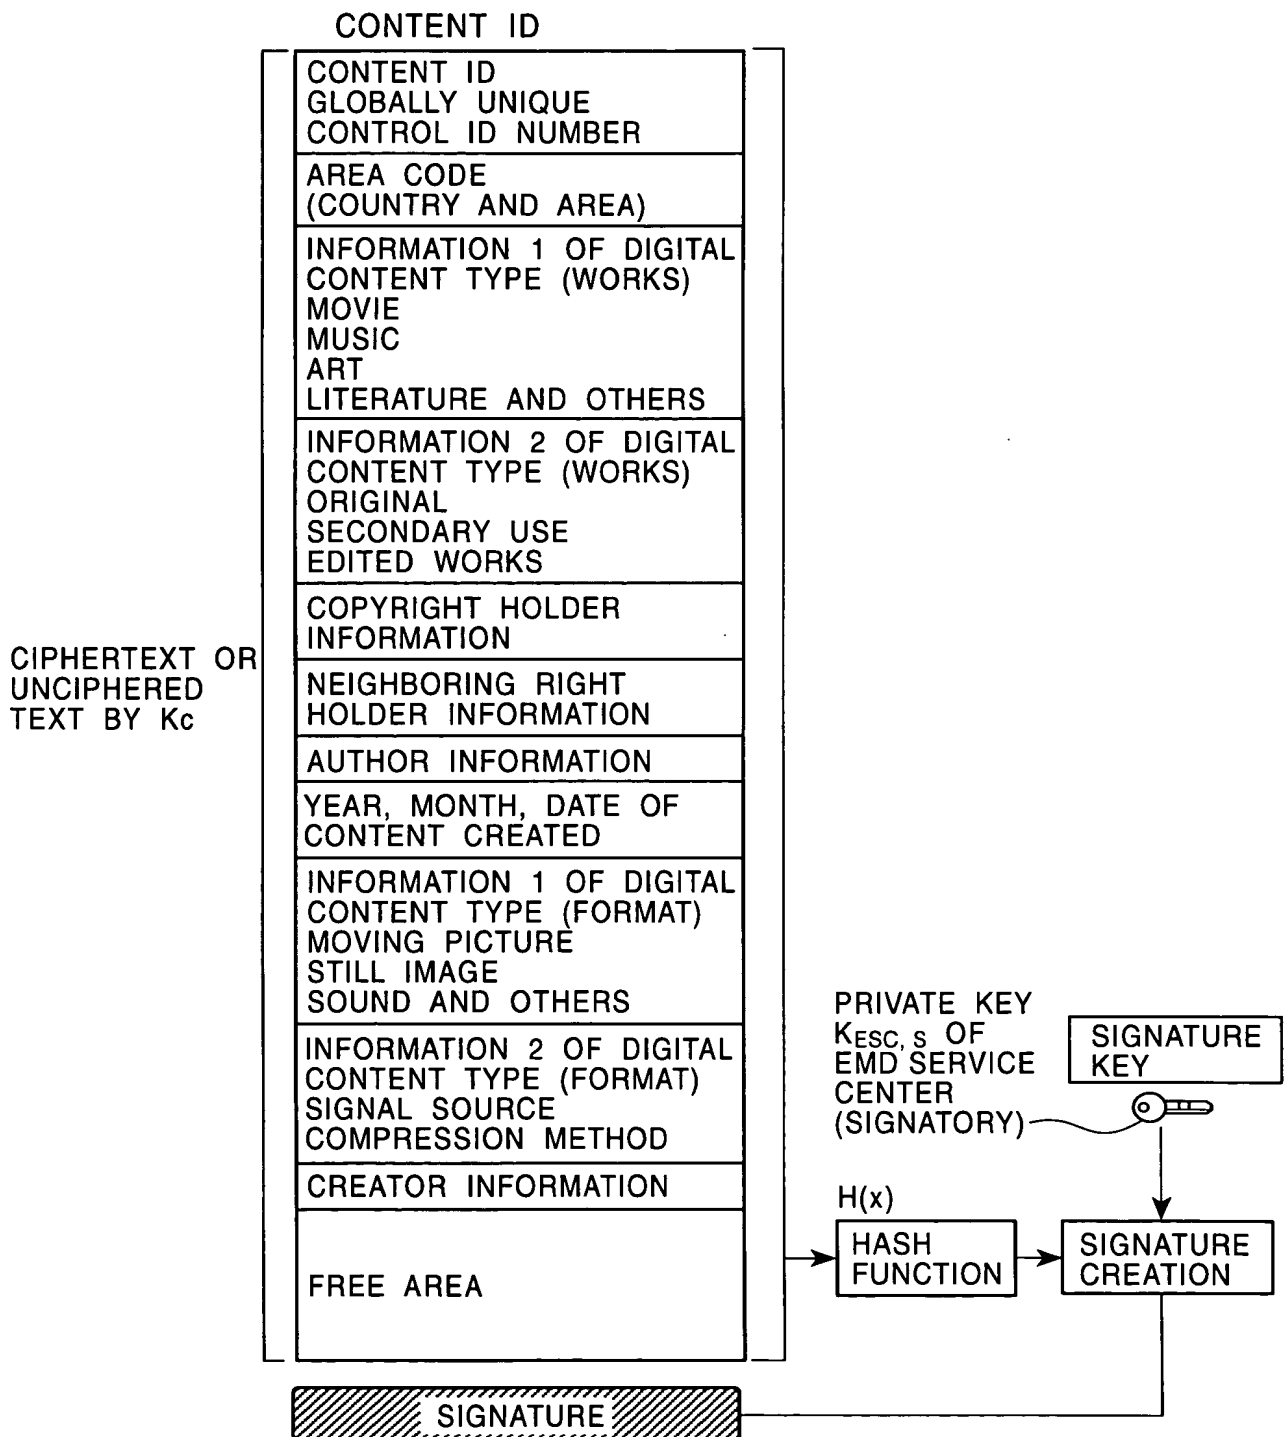 CONTENT ID
CONTENT ID
GLOBALLY UNIQUE
CONTROL ID NUMBER
AREA CODE
(COUNTRY AND AREA)
INFORMATION 1 OF DIGITAL
CONTENT TYPE (WORKS)
MOVIE
MUSIC
ART
LITERATURE AND OTHERS
INFORMATION 2 OF DIGITAL
CONTENT TYPE (WORKS)
ORIGINAL
SECONDARY USE
EDITED WORKS
COPYRIGHT HOLDER
INFORMATION
CIPHERTEXT OR
UNCIPHERED
TEXT BY Kc
NEIGHBORING RIGHT
HOLDER INFORMATION
AUTHOR INFORMATION
YEAR, MONTH, DATE OF
CONTENT CREATED
INFORMATION 1 OF DIGITAL
CONTENT TYPE (FORMAT)
MOVING PICTURE
STILL IMAGE
SOUND AND OTHERS
INFORMATION 2 OF DIGITAL
CONTENT TYPE (FORMAT)
SIGNAL SOURCE
COMPRESSION METHOD
CREATOR INFORMATION
FREE AREA
PRIVATE KEY
KESC, S OF
EMD SERVICE
CENTER
(SIGNATORY)
SIGNATURE
KEY
H(x)
HASH
FUNCTION
SIGNATURE
CREATION
SIGNATURE